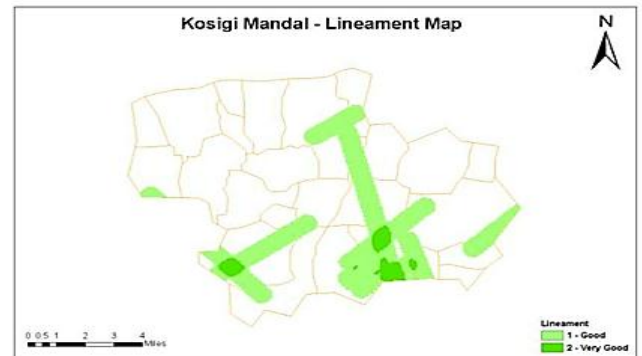 Kosigi Mandal - Lineament Map
N
0 0.5 1 2 3 4
Miles
Lineament
1 - Good
2 - Very Good